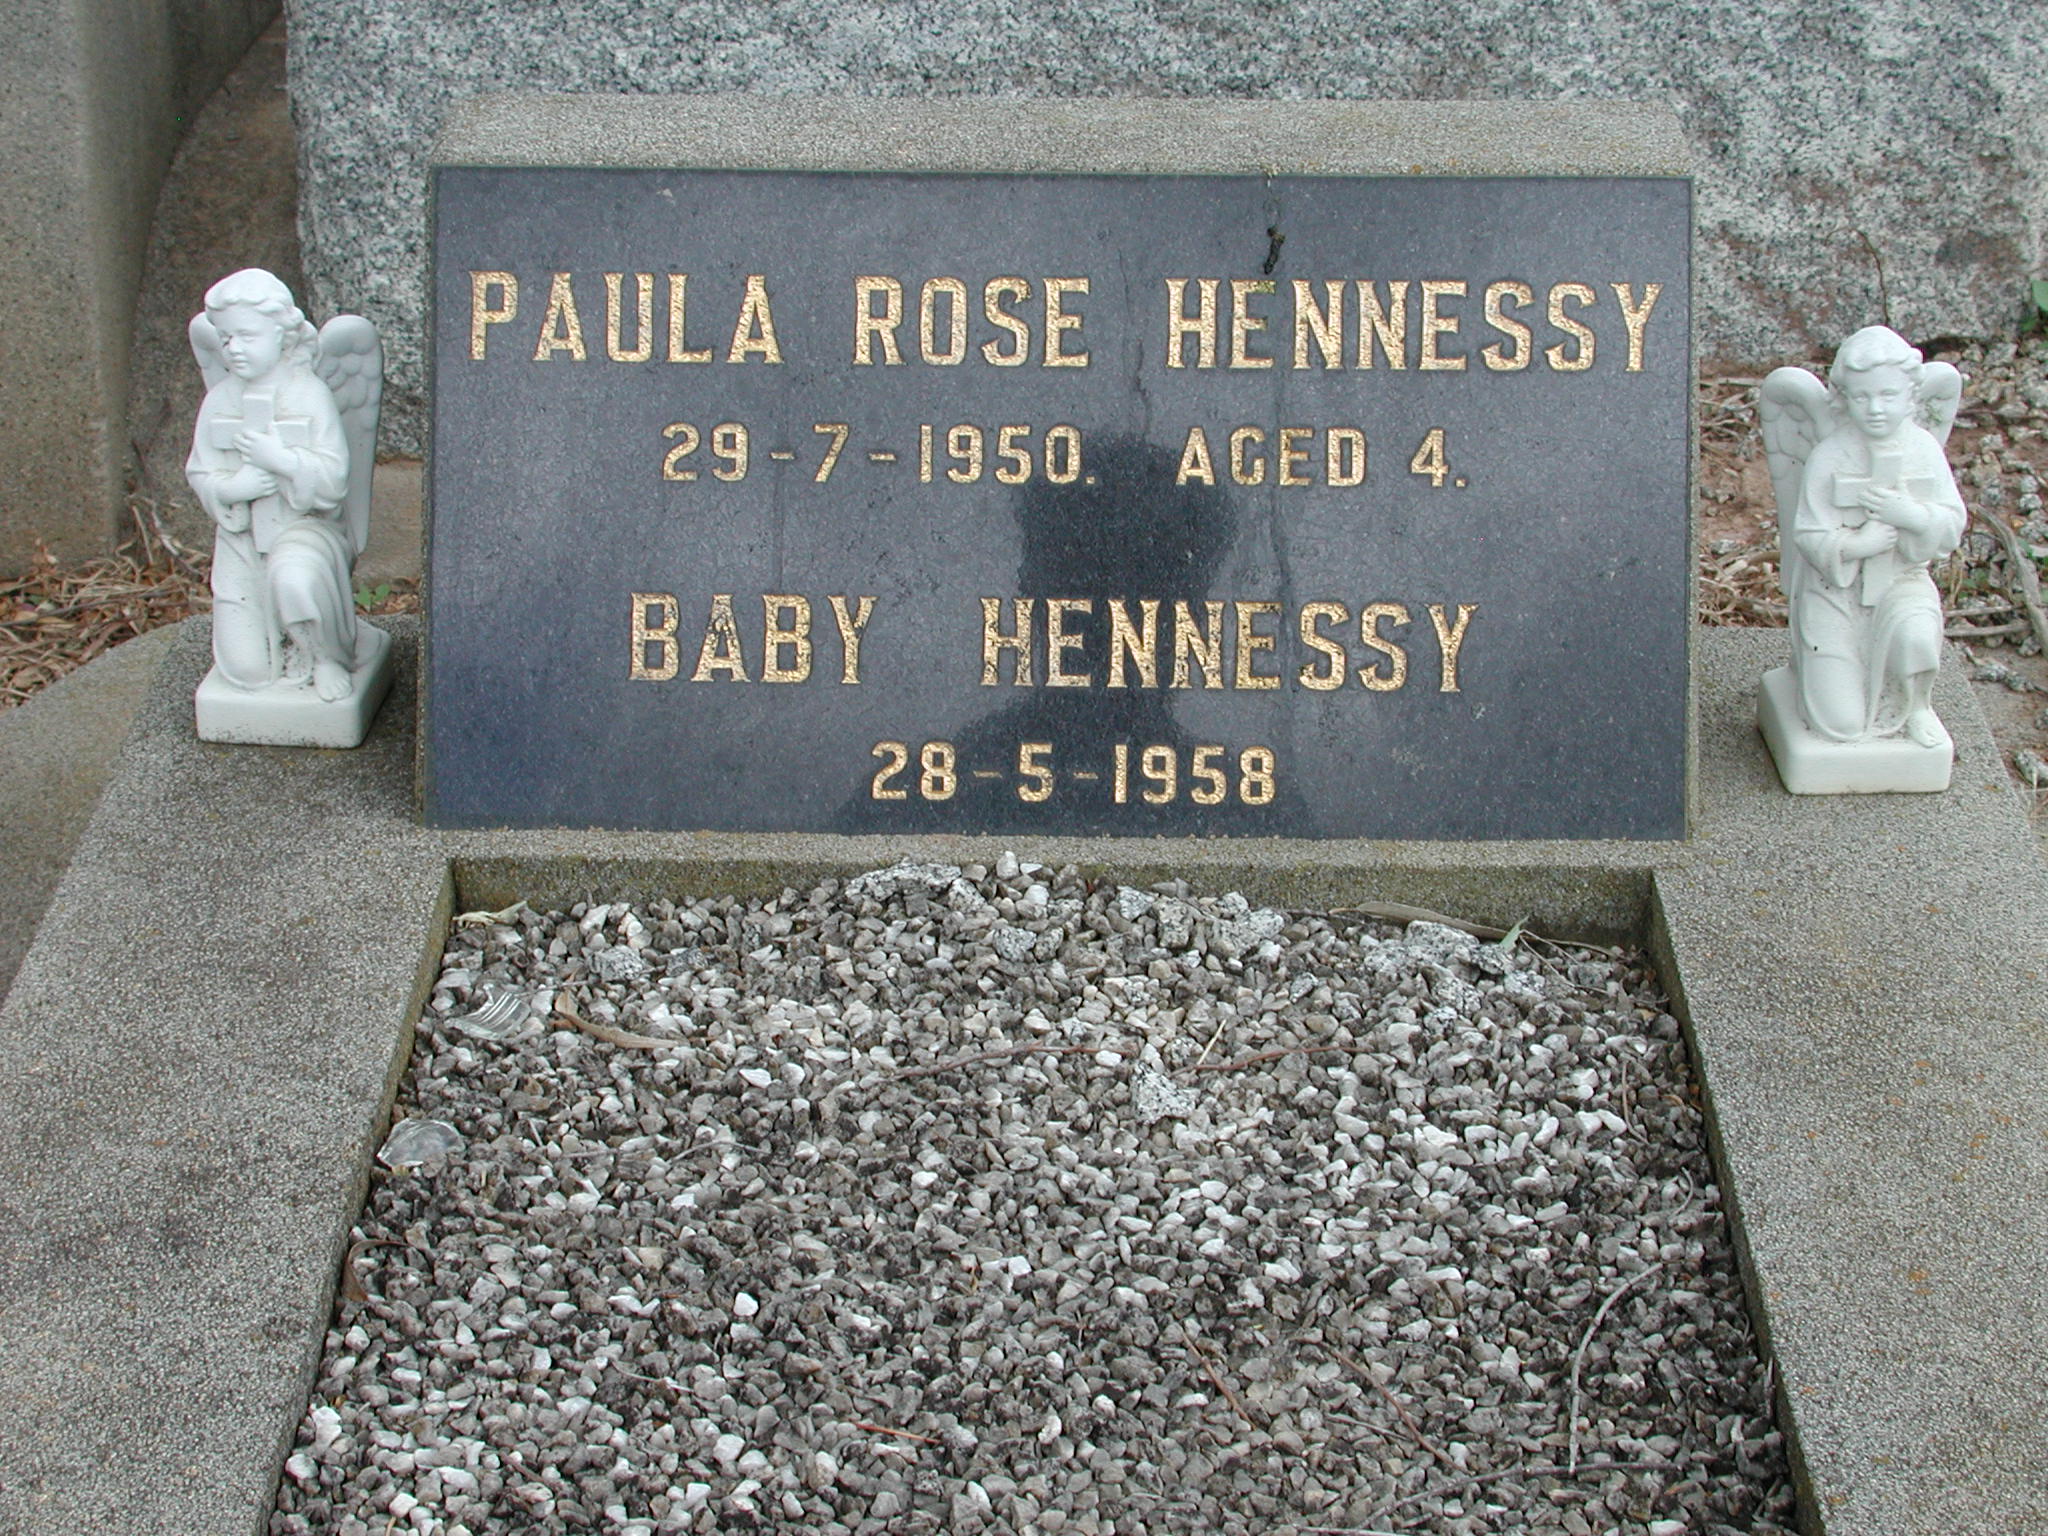 PAULA ROSE HENNESSY
29-7-1950. AGED 4.
BABY HENNESSY
28-5-1958